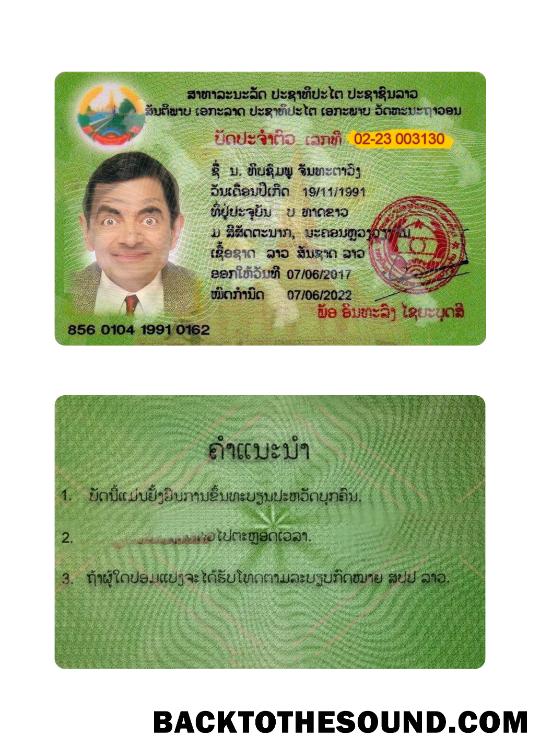 ສາທາລະນະລັດ ປະຊາທິປະໄຕ ປະຊາຊົນລາວ
ສັນຕິພາບ ເອກະລາດ ປະຊາທິປະໄຕ ເອກະພາບ ວັດທະນະຖາວອນ
ບັດປະຈຳຕົວ ເລກທີ 02-23 003130
ຊື່ ນ. ທິບຊົມພູ ຈັນທະຕາວົງ
ວັນເດືອນປີເກີດ 19/11/1991
ທີ່ຢູ່ປະຈຸບັນ ບ ທາດຂາວ
ມ ສີສັດຕະນາກ, ນະຄອນຫຼວງ
ເຊື້ອຊາດ ລາວ ສັນຊາດ ລາວ
ອອກໃຫ້ວັນທີ 07/06/2017
ໝົດກຳນົດ 07/06/2022
856 0104 1991 0162
ພັອ ອິນທະລົງ ໄຊຍະບຸດສີ
ຄຳແນະນຳ
1. ບັດນີ້ແມ່ນຢັ້ງຢືນການຂຶ້ນທະບຽນປະຫວັດບຸກຄົນ.
2. ໄປຕະຫຼອດເວລາ.
3. ຖ້າຜູ້ໃດປອມແປງຈະໄດ້ຮັບໂທດຕາມລະບຽບກົດໝາຍ ສປປ ລາວ.
BACKTOTHESOUND.COM